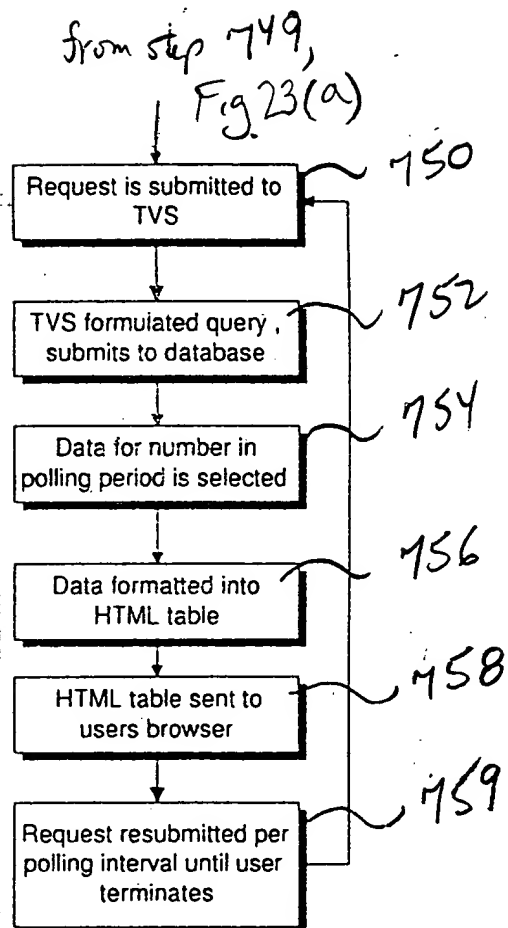 from step 749,
Fig 23(a)
750
Request is submitted to
TVS
752
TVS formulated query,
submits to database
754
Data for number in
polling period is selected
756
Data formatted into
HTML table
758
HTML table sent to
users browser
759
Request resubmitted per
polling interval until user
terminates